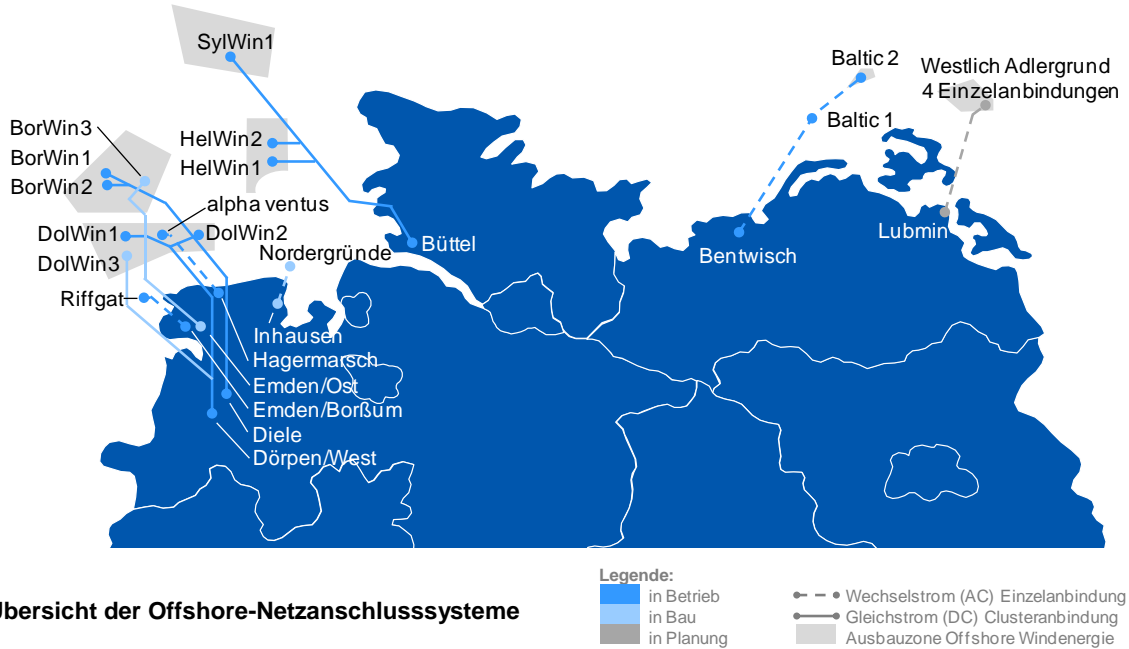 SylWin1
Baltic 2
Westlich Adlergrund
4 Einzelanbindungen
BorWin3
HelWin2
Baltic 1
BorWin1
HelWin1
BorWin2
alpha ventus
DolWin1
DolWin2
Lubmin
Büttel
Nordergründe
Bentwisch
DolWin3
Riffgat
Inhausen
Hagermarsch
Emden/Ost
Emden/Borßum
Diele
Dörpen/West
Legende:
in Betrieb
Wechselstrom (AC) Einzelanbindung
Übersicht der Offshore-Netzanschlusssysteme
in Bau
Gleichstrom (DC) Clusteranbindung
in Planung
Ausbauzone Offshore Windenergie